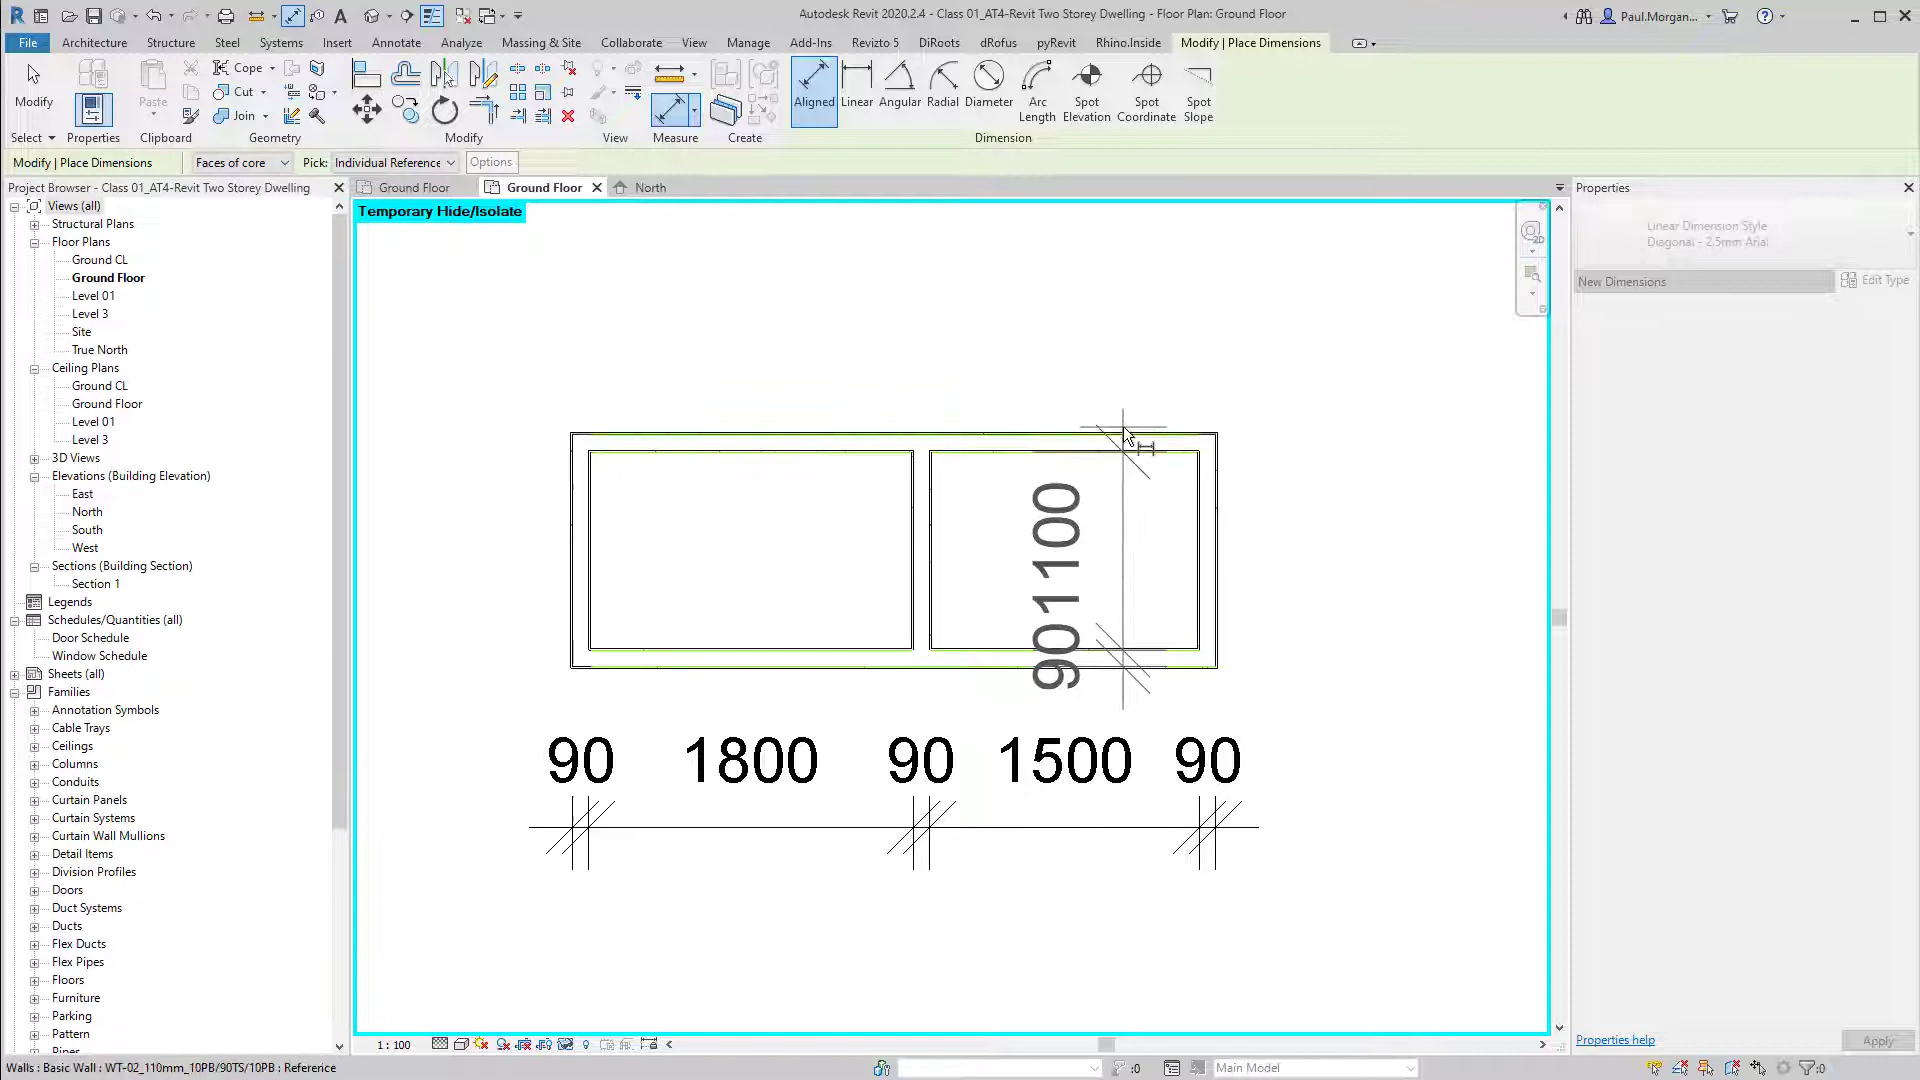 Autodesk Revit 2020.2.4 - Class 01_AT4-Revit Two Storey Dwelling - Floor Plan: Ground Floor
Paul.Morgan...
File Architecture Structure Steel Systems Insert Annotate Analyze Massing & Site Collaborate View Manage Add-Ins Revizto 5 DiRoots dRofus pyRevit Rhino.Inside Modify | Place Dimensions
Modify Paste Cope Cut Join Aligned Linear Angular Radial Diameter Arc Length Spot Elevation Spot Coordinate Spot Slope
Select Properties Clipboard Geometry Modify View Measure Create Dimension
Modify | Place Dimensions Faces of core Pick: Individual Reference Options
Project Browser - Class 01_AT4-Revit Two Storey Dwelling
Ground Floor Ground Floor North
Properties
Views (all)
Structural Plans
Floor Plans
Ground CL
Ground Floor
Level 01
Level 3
Site
True North
Ceiling Plans
Ground CL
Ground Floor
Level 01
Level 3
3D Views
Elevations (Building Elevation)
East
North
South
West
Sections (Building Section)
Section 1
Legends
Schedules/Quantities (all)
Door Schedule
Window Schedule
Sheets (all)
Families
Annotation Symbols
Cable Trays
Ceilings
Columns
Conduits
Curtain Panels
Curtain Systems
Curtain Wall Mullions
Detail Items
Division Profiles
Doors
Duct Systems
Ducts
Flex Ducts
Flex Pipes
Floors
Furniture
Parking
Pattern
Temporary Hide/Isolate
2D
90 1100
90 1800 90 1500 90
Linear Dimension Style
Diagonal - 2.5mm Arial
New Dimensions Edit Type
Properties help Apply
1 : 100
Walls : Basic Wall : WT-02_110mm_10PB/90TS/10PB : Reference
:0 Main Model :0